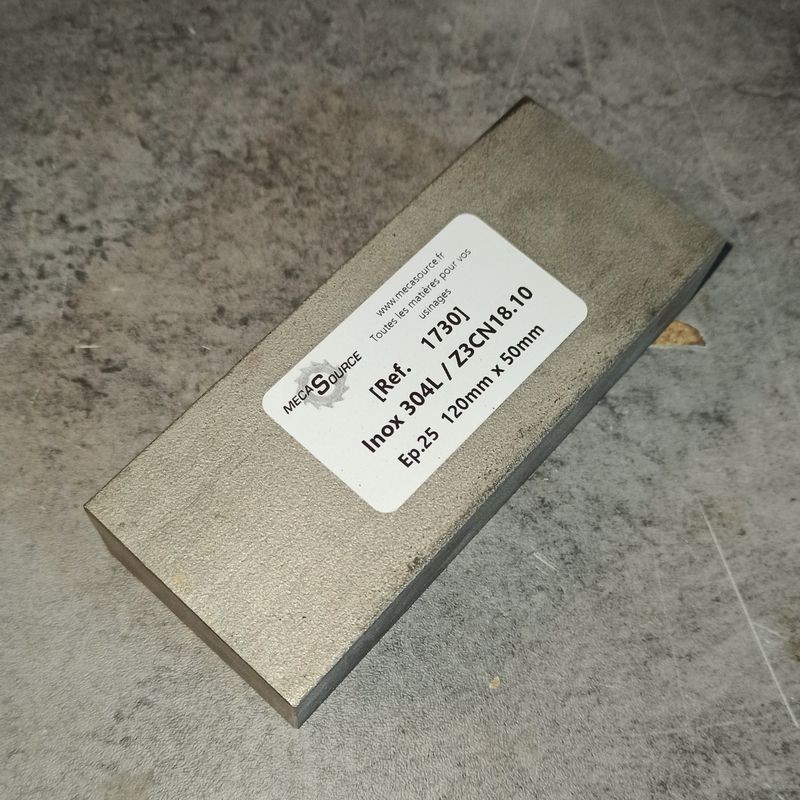 MECASOURCE
www.mecasource.fr
Toutes les matières pour vos
usinages
[Ref. 1730]
Inox 304L / Z3CN18.10
Ep.25 120mm x 50mm